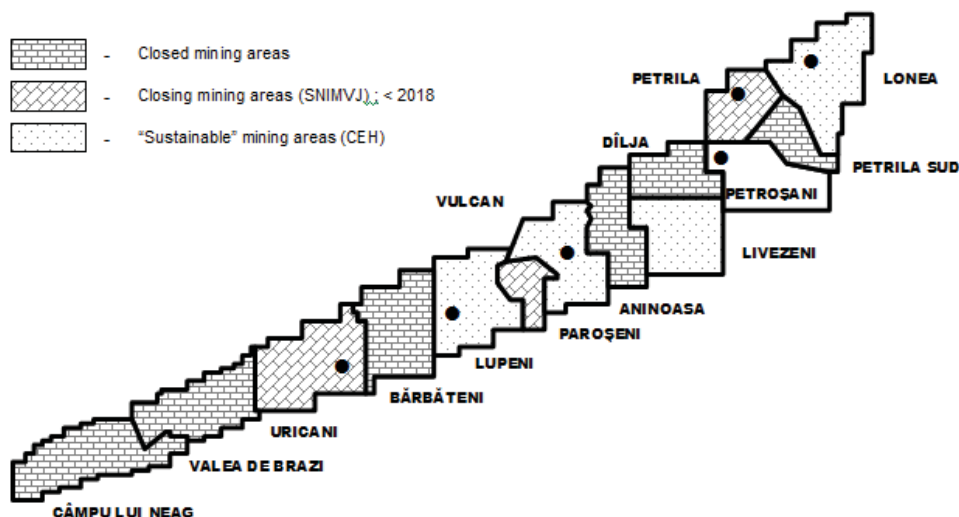 - Closed mining areas
- Closing mining areas (SNIMVJ) ; < 2018
- “Sustainable” mining areas (CEH)
PETRILA
LONEA
DÎLJA
PETRILA SUD
PETROŞANI
VULCAN
LIVEZENI
ANINOASA
PAROŞENI
LUPENI
BĂRBĂTENI
URICANI
VALEA DE BRAZI
CÂMPU LUI NEAG